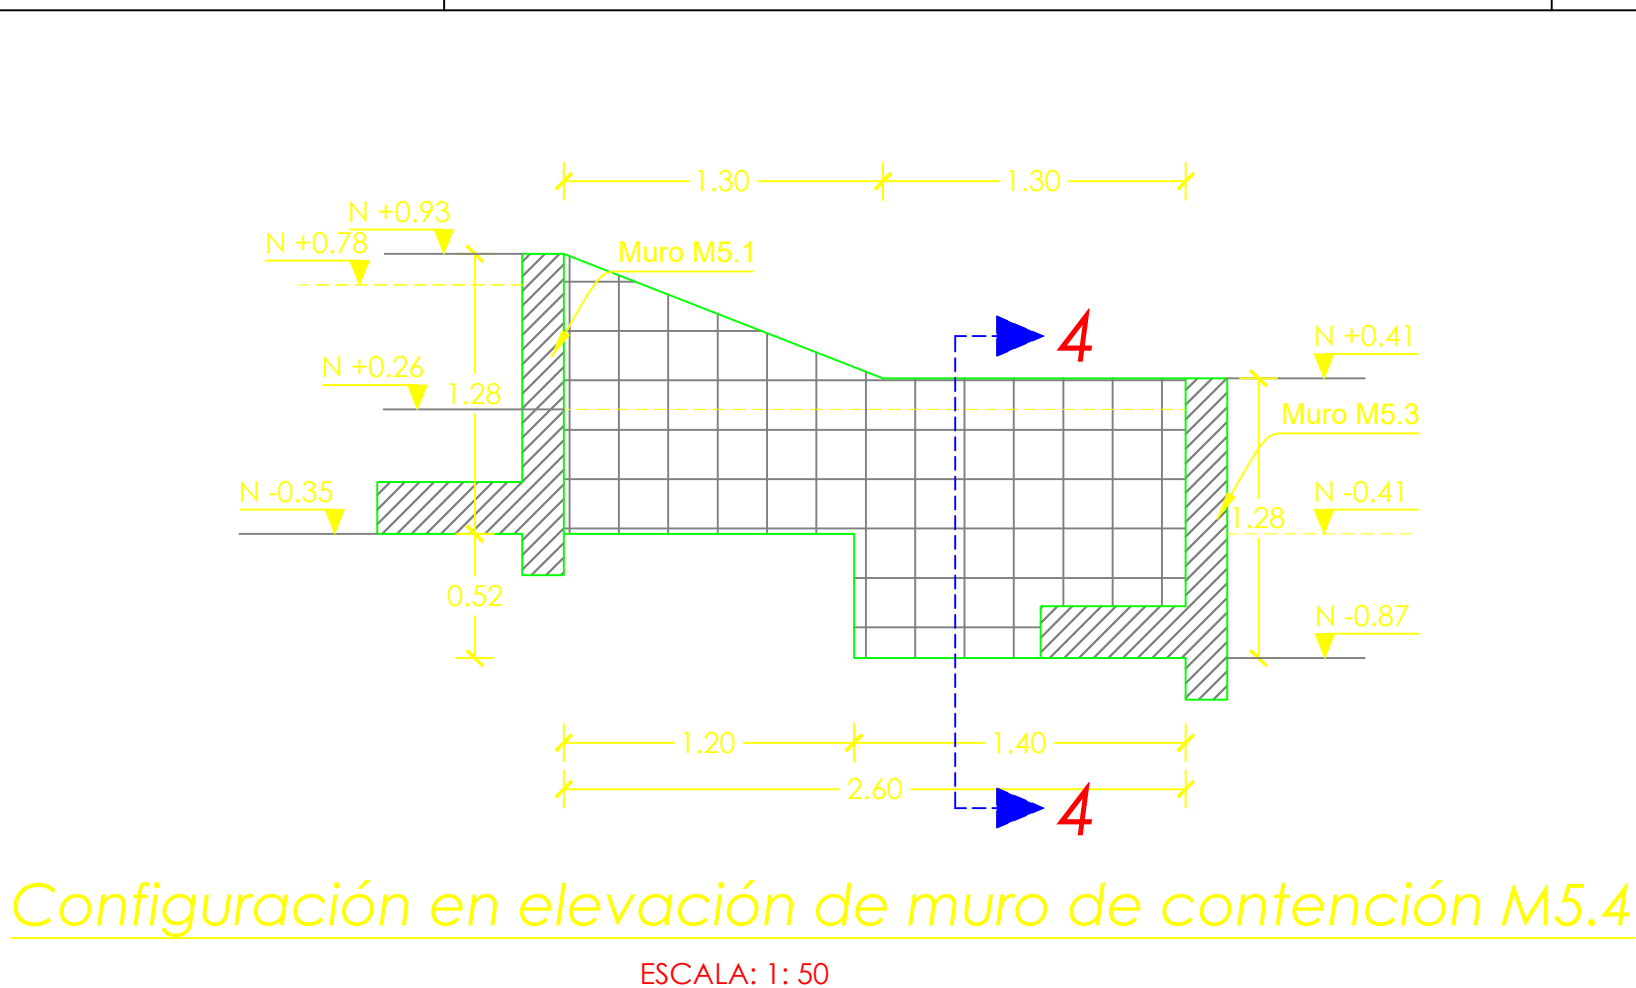 1.30
1.30
N +0.93
N +0.78
Muro M5.1
4
N +0.41
N +0.26
1.28
Muro M5.3
N -0.35
N -0.41
1.28
0.52
N -0.87
1.20
1.40
2.60
4
Configuración en elevación de muro de contención M5.4
ESCALA: 1: 50